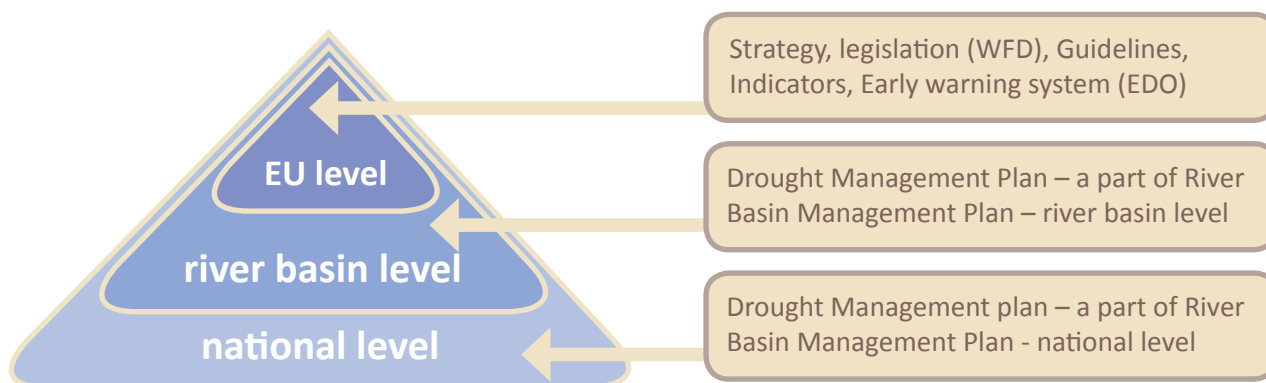 Strategy, legislation (WFD), Guidelines,
Indicators, Early warning system (EDO)
EU level
Drought Management Plan – a part of River
Basin Management Plan – river basin level
river basin level
Drought Management plan – a part of River
Basin Management Plan - national level
national level